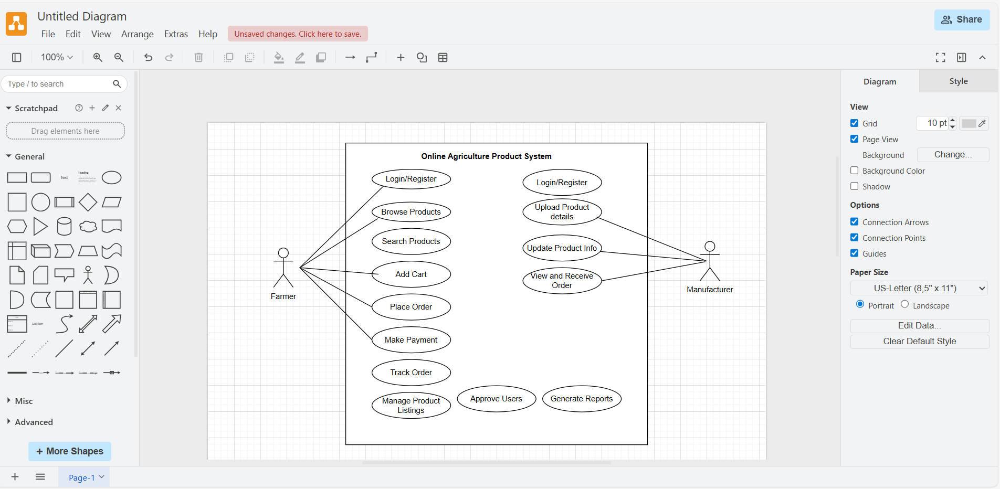 Untitled Diagram
File Edit View Arrange Extras Help Unsaved changes. Click here to save.
Share
100%
Type / to search
Scratchpad
Drag elements here
General
Text
Heading
List Item
Misc
Advanced
+ More Shapes
Page-1
Online Agriculture Product System
Login/Register
Browse Products
Search Products
Add Cart
Place Order
Make Payment
Track Order
Manage Product
Listings
Approve Users
Generate Reports
Login/Register
Upload Product
details
Update Product Info
View and Receive
Order
Farmer
Manufacturer
Diagram
Style
View
Grid
10 pt
Page View
Background
Change...
Background Color
Shadow
Options
Connection Arrows
Connection Points
Guides
Paper Size
US-Letter (8,5" x 11")
Portrait
Landscape
Edit Data...
Clear Default Style